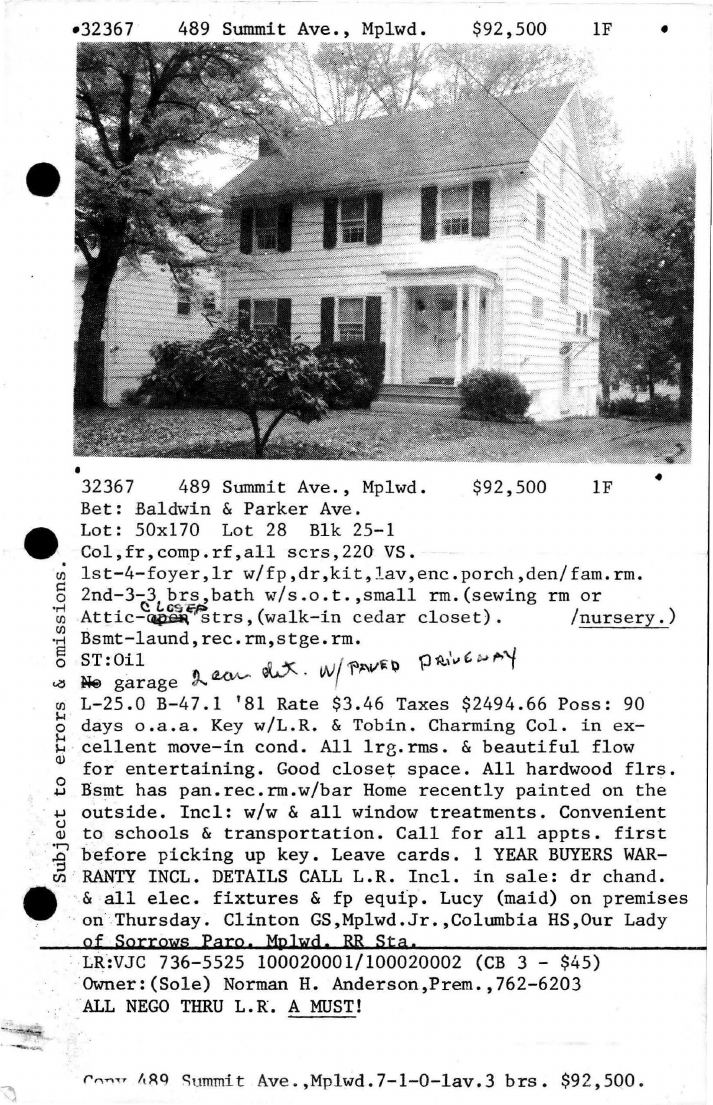 32367 489 Summit Ave., Mplwd. $92,500 1F
32367 489 Summit Ave., Mplwd. $92,500 1F
Bet: Baldwin & Parker Ave.
Lot: 50x170 Lot 28 Blk 25-1
Col,fr,comp.rf,all scrs,220 VS.
1st-4-foyer,lr w/fp,dr,kit,lav,enc.porch,den/fam.rm.
2nd-3-3 brs,bath w/s.o.t.,small rm.(sewing rm or
CLOSED
Attic-open strs,(walk-in cedar closet). /nursery.)
Bsmt-laund,rec.rm,stge.rm.
ST:Oil
No garage 2 car det. W/ PAVED DRIVEWAY
L-25.0 B-47.1 '81 Rate $3.46 Taxes $2494.66 Poss: 90
days o.a.a. Key w/L.R. & Tobin. Charming Col. in ex-
cellent move-in cond. All lrg.rms. & beautiful flow
for entertaining. Good closet space. All hardwood flrs.
Bsmt has pan.rec.rm.w/bar Home recently painted on the
outside. Incl: w/w & all window treatments. Convenient
to schools & transportation. Call for all appts. first
before picking up key. Leave cards. 1 YEAR BUYERS WAR-
RANTY INCL. DETAILS CALL L.R. Incl. in sale: dr chand.
& all elec. fixtures & fp equip. Lucy (maid) on premises
on Thursday. Clinton GS,Mplwd.Jr.,Columbia HS,Our Lady
of Sorrows Paro. Mplwd. RR Sta.
LR:VJC 736-5525 100020001/100020002 (CB 3 - $45)
Owner:(Sole) Norman H. Anderson,Prem.,762-6203
ALL NEGO THRU L.R. A MUST!
Cony 489 Summit Ave.,Mplwd.7-1-0-lav.3 brs. $92,500.
Subject to errors & omissions.